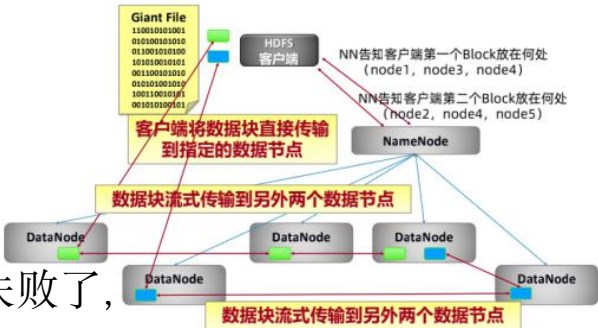 Giant File
110010101001
010100101010
011001010100
101010010101
001100101010
010101001010
100110010101
001010100101
HDFS
客户端
NN告知客户端第一个Block放在何处
(node1，node3，node4)
NN告知客户端第二个Block放在何处
(node2，node4，node5)
客户端将数据块直接传输
到指定的数据节点
NameNode
数据块流式传输到另外两个数据节点
DataNode
DataNode
DataNode
失败了，
DataNode
DataNode
数据块流式传输到另外两个数据节点